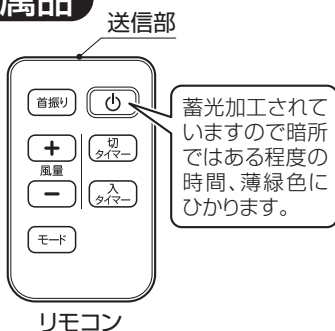 属品
送信部
首振り
蓄光加工されて
いますので暗所
ではある程度の
時間、薄緑色に
ひかります。
+
風量
−
切
タイマー
入
タイマー
モード
リモコン